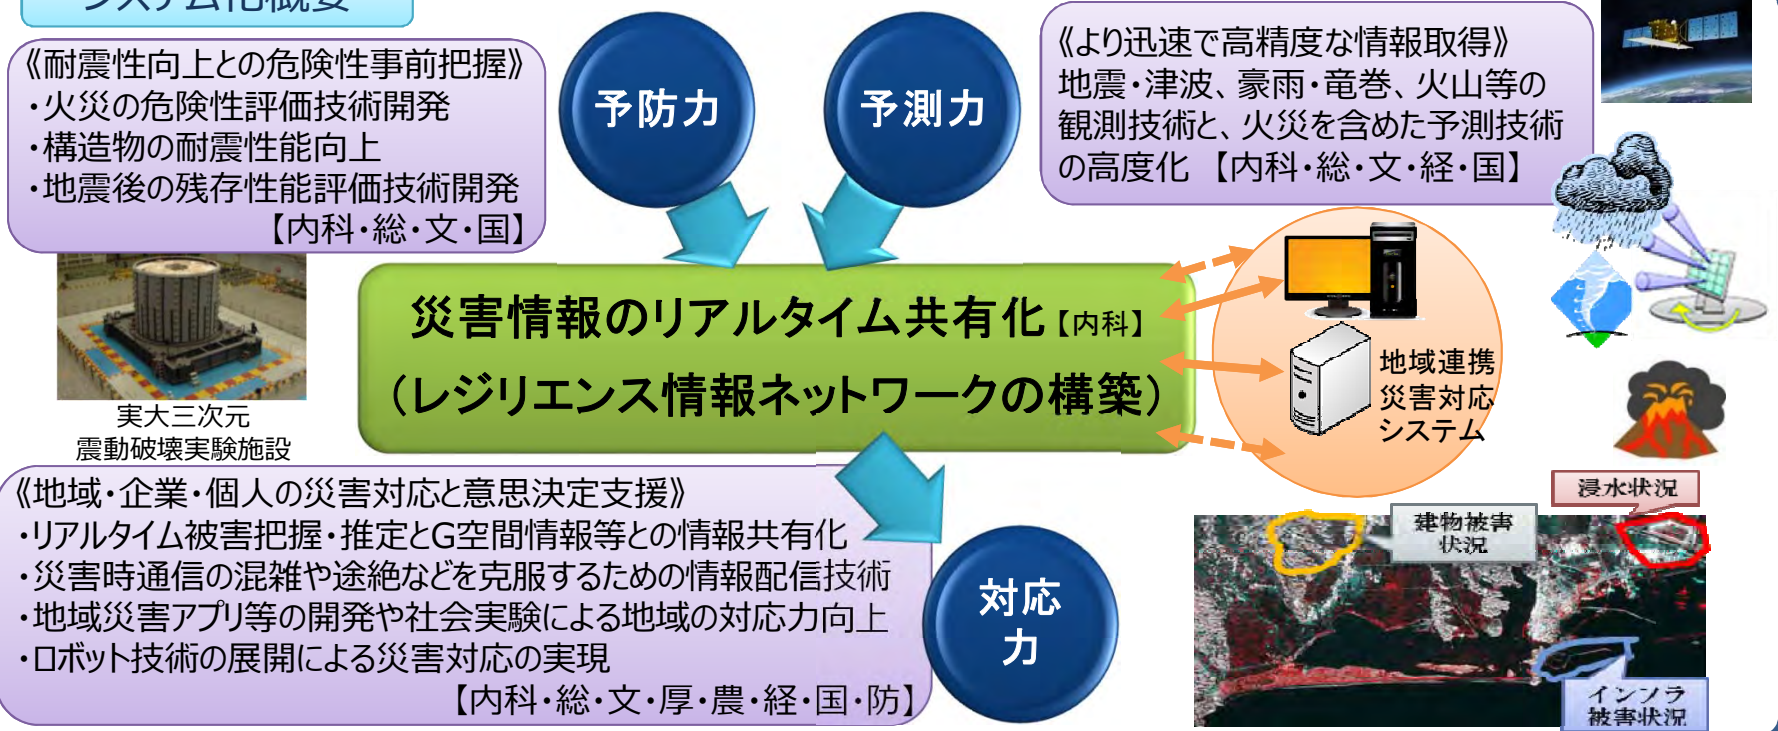 システム化概要
《耐震性向上との危険性事前把握》
・火災の危険性評価技術開発
・構造物の耐震性能向上
・地震後の残存性能評価技術開発
【内科・総・文・国】
予防力
予測力
《より迅速で高精度な情報取得》
地震・津波、豪雨・竜巻、火山等の
観測技術と、火災を含めた予測技術
の高度化 【内科・総・文・経・国】
実大三次元
震動破壊実験施設
災害情報のリアルタイム共有化【内科】
（レジリエンス情報ネットワークの構築）
地域連携
災害対応
システム
《地域・企業・個人の災害対応と意思決定支援》
・リアルタイム被害把握・推定とG空間情報等との情報共有化
・災害時通信の混雑や途絶などを克服するための情報配信技術
・地域災害アプリ等の開発や社会実験による地域の対応力向上
・ロボット技術の展開による災害対応の実現
【内科・総・文・厚・農・経・国・防】
対応
力
浸水状況
建物被害
状況
インフラ
被害状況